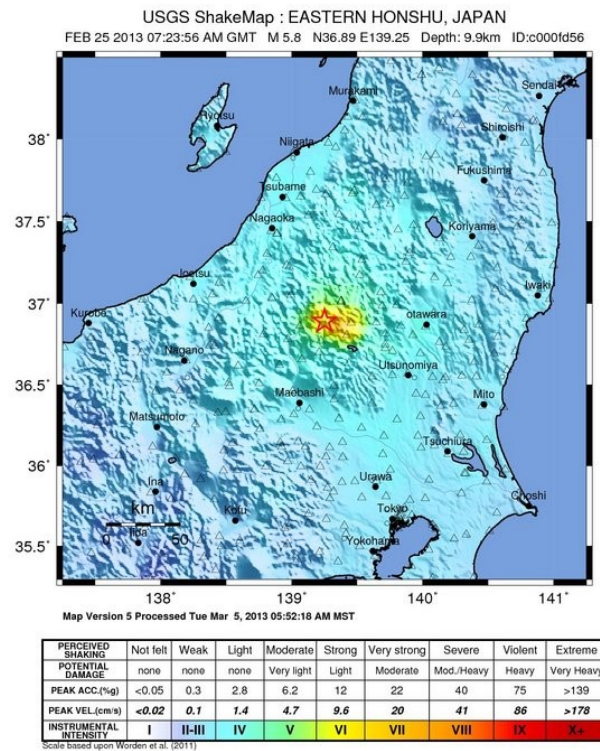 USGS ShakeMap : EASTERN HONSHU, JAPAN
FEB 25 2013 07:23:56 AM GMT M 5.8 N36.89 E139.25 Depth: 9.9km ID:c000fd56
Murakami
Sendai
Ryotsu
38°
Shiroishi
Niigata
Fukushima
Tsubame
37.5°
Nagaoka
Koriyama
Joetsu
Iwaki
37°
Kurobe
otawara
Nagano
Utsunomiya
36.5°
Maebashi
Mito
Matsumoto
Tsuchiura
36°
Urawa
Ina
Choshi
km
Kofu
Tokyo
0 50
Iida
Yokohama
35.5°
138° 139° 140° 141°
Map Version 5 Processed Tue Mar 5, 2013 05:52:18 AM MST
PERCEIVED SHAKING Not felt Weak Light Moderate Strong Very strong Severe Violent Extreme
POTENTIAL DAMAGE none none none Very light Light Moderate Mod./Heavy Heavy Very Heavy
PEAK ACC.(%g) <0.05 0.3 2.8 6.2 12 22 40 75 >139
PEAK VEL.(cm/s) <0.02 0.1 1.4 4.7 9.6 20 41 86 >178
INSTRUMENTAL INTENSITY I II-III IV V VI VII VIII IX X+
Scale based upon Worden et al. (2011)